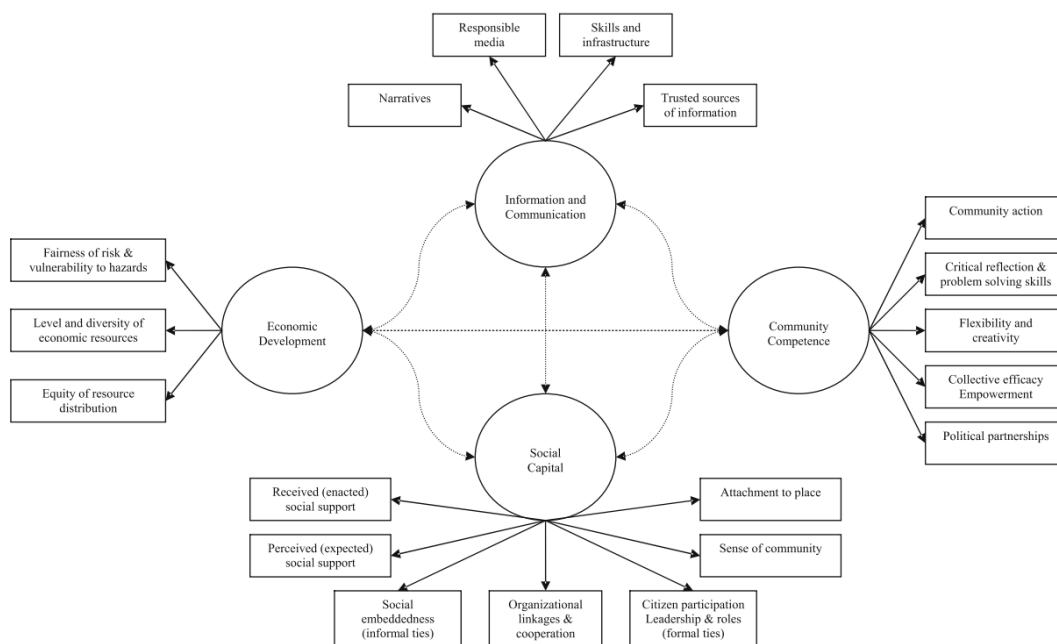 Responsible
media
Skills and
infrastructure
Narratives
Trusted sources
of information
Information and
Communication
Fairness of risk &
vulnerability to hazards
Level and diversity of
economic resources
Equity of resource
distribution
Economic
Development
Community
Competence
Community action
Critical reflection &
problem solving skills
Flexibility and
creativity
Collective efficacy
Empowerment
Political partnerships
Social
Capital
Received (enacted)
social support
Perceived (expected)
social support
Social
embeddedness
(informal ties)
Organizational
linkages &
cooperation
Citizen participation
Leadership & roles
(formal ties)
Sense of community
Attachment to place